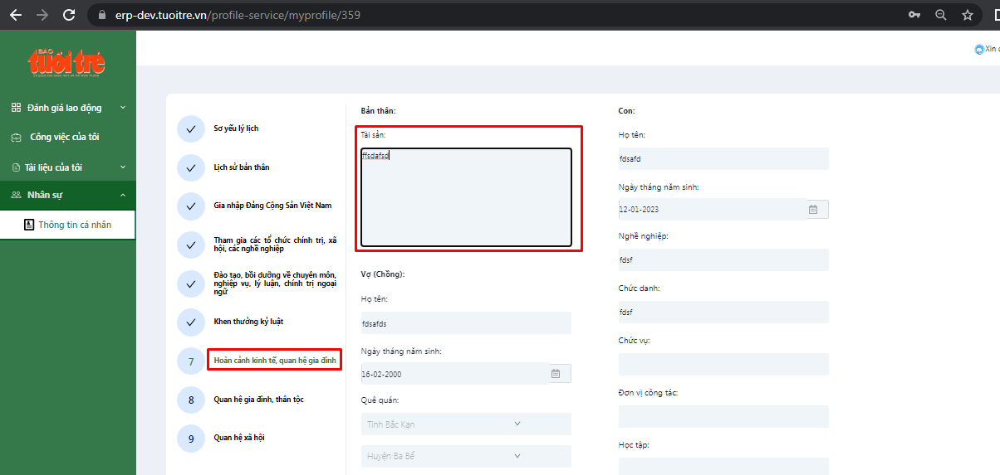 erp-dev.tuoitre.vn/profile-service/myprofile/359
Xin c
BÁO
tuổi trẻ
Đánh giá lao động
Công việc của tôi
Tài liệu của tôi
Nhân sự
Thông tin cá nhân
Sơ yếu lý lịch
Lịch sử bản thân
Gia nhập Đảng Cộng Sản Việt Nam
Tham gia các tổ chức chính trị, xã
hội, các nghề nghiệp
Đào tạo, bồi dưỡng về chuyên môn,
nghiệp vụ, lý luận, chính trị ngoại
ngữ
Khen thưởng kỷ luật
7 Hoàn cảnh kinh tế, quan hệ gia đình
8 Quan hệ gia đình, thân tộc
9 Quan hệ xã hội
Bản thân:
Tài sản:
ffsdafsd
Vợ (Chồng):
Họ tên:
fdsafds
Ngày tháng năm sinh:
16-02-2000
Quê quán:
Tỉnh Bắc Kạn
Huyện Ba Bể
Con:
Họ tên:
fdsafd
Ngày tháng năm sinh:
12-01-2023
Nghề nghiệp:
fdsf
Chức danh:
fdsf
Chức vụ:
Đơn vị công tác:
Học tập: